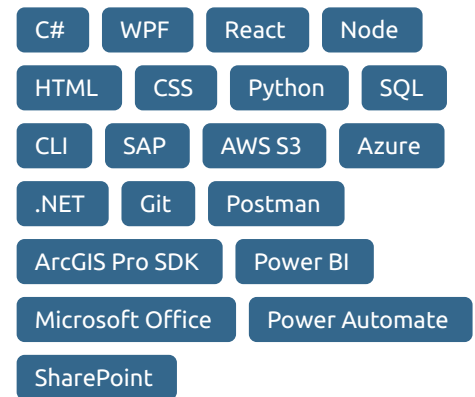 C# WPF React Node
HTML CSS Python SQL
CLI SAP AWS S3 Azure
.NET Git Postman
ArcGIS Pro SDK Power BI
Microsoft Office Power Automate
SharePoint